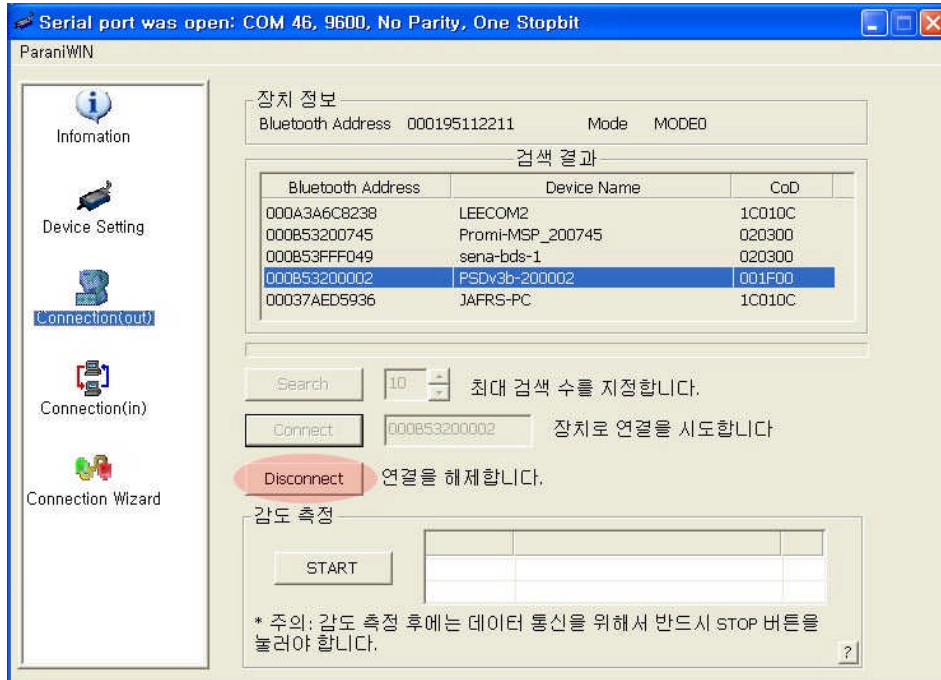 Serial port was open: COM 46, 9600, No Parity, One Stopbit
ParaniWIN
Infomation
Device Setting
Connection(out)
Connection(in)
Connection Wizard
장치 정보
Bluetooth Address 000195112211 Mode MODE0
검색 결과
Bluetooth Address Device Name CoD
000A3A6C8238 LEECOM2 1C010C
000B53200745 Promi-MSP_200745 020300
000B53FFF049 sena-bds-1 020300
000B53200002 PSDv3b-200002 001F00
00037AED5936 JAFRS-PC 1C010C
Search 10 최대 검색 수를 지정합니다.
Connect 000B53200002 장치로 연결을 시도합니다
Disconnect 연결을 해제합니다.
감도 측정
START
* 주의: 감도 측정 후에는 데이터 통신을 위해서 반드시 STOP 버튼을
눌러야 합니다.
?